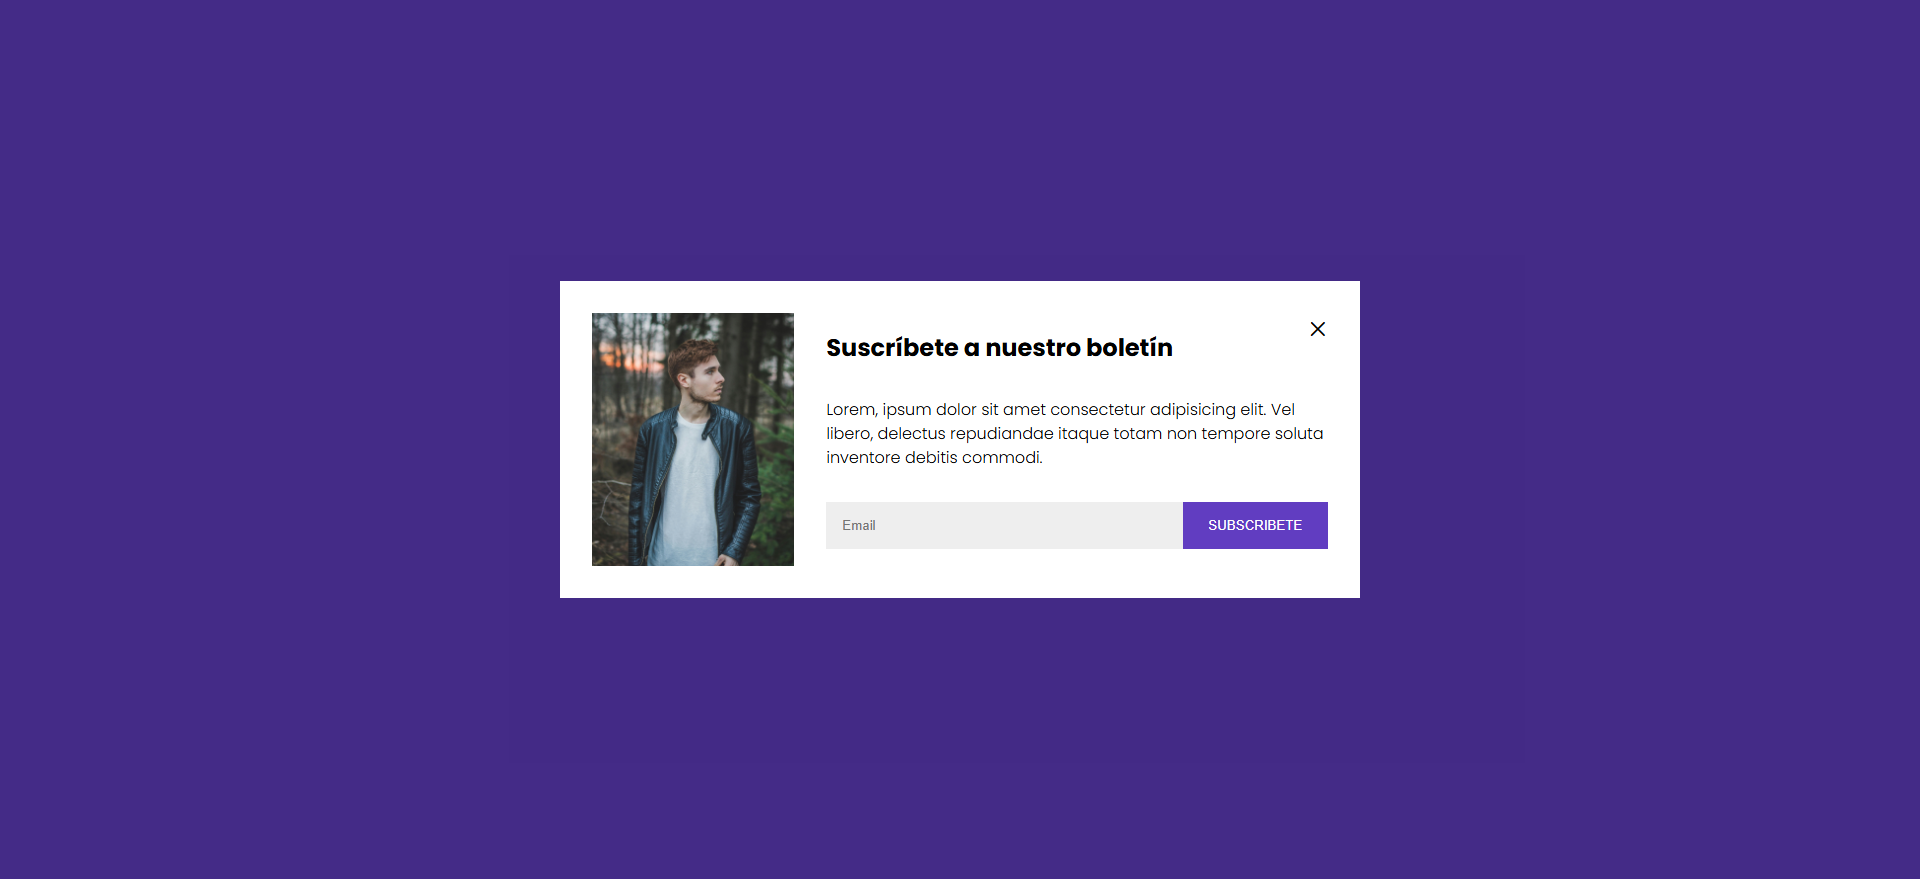 Suscríbete a nuestro boletín
Lorem, ipsum dolor sit amet consectetur adipisicing elit. Vel
libero, delectus repudiandae itaque totam non tempore soluta
inventore debitis commodi.
Email
SUBSCRIBETE